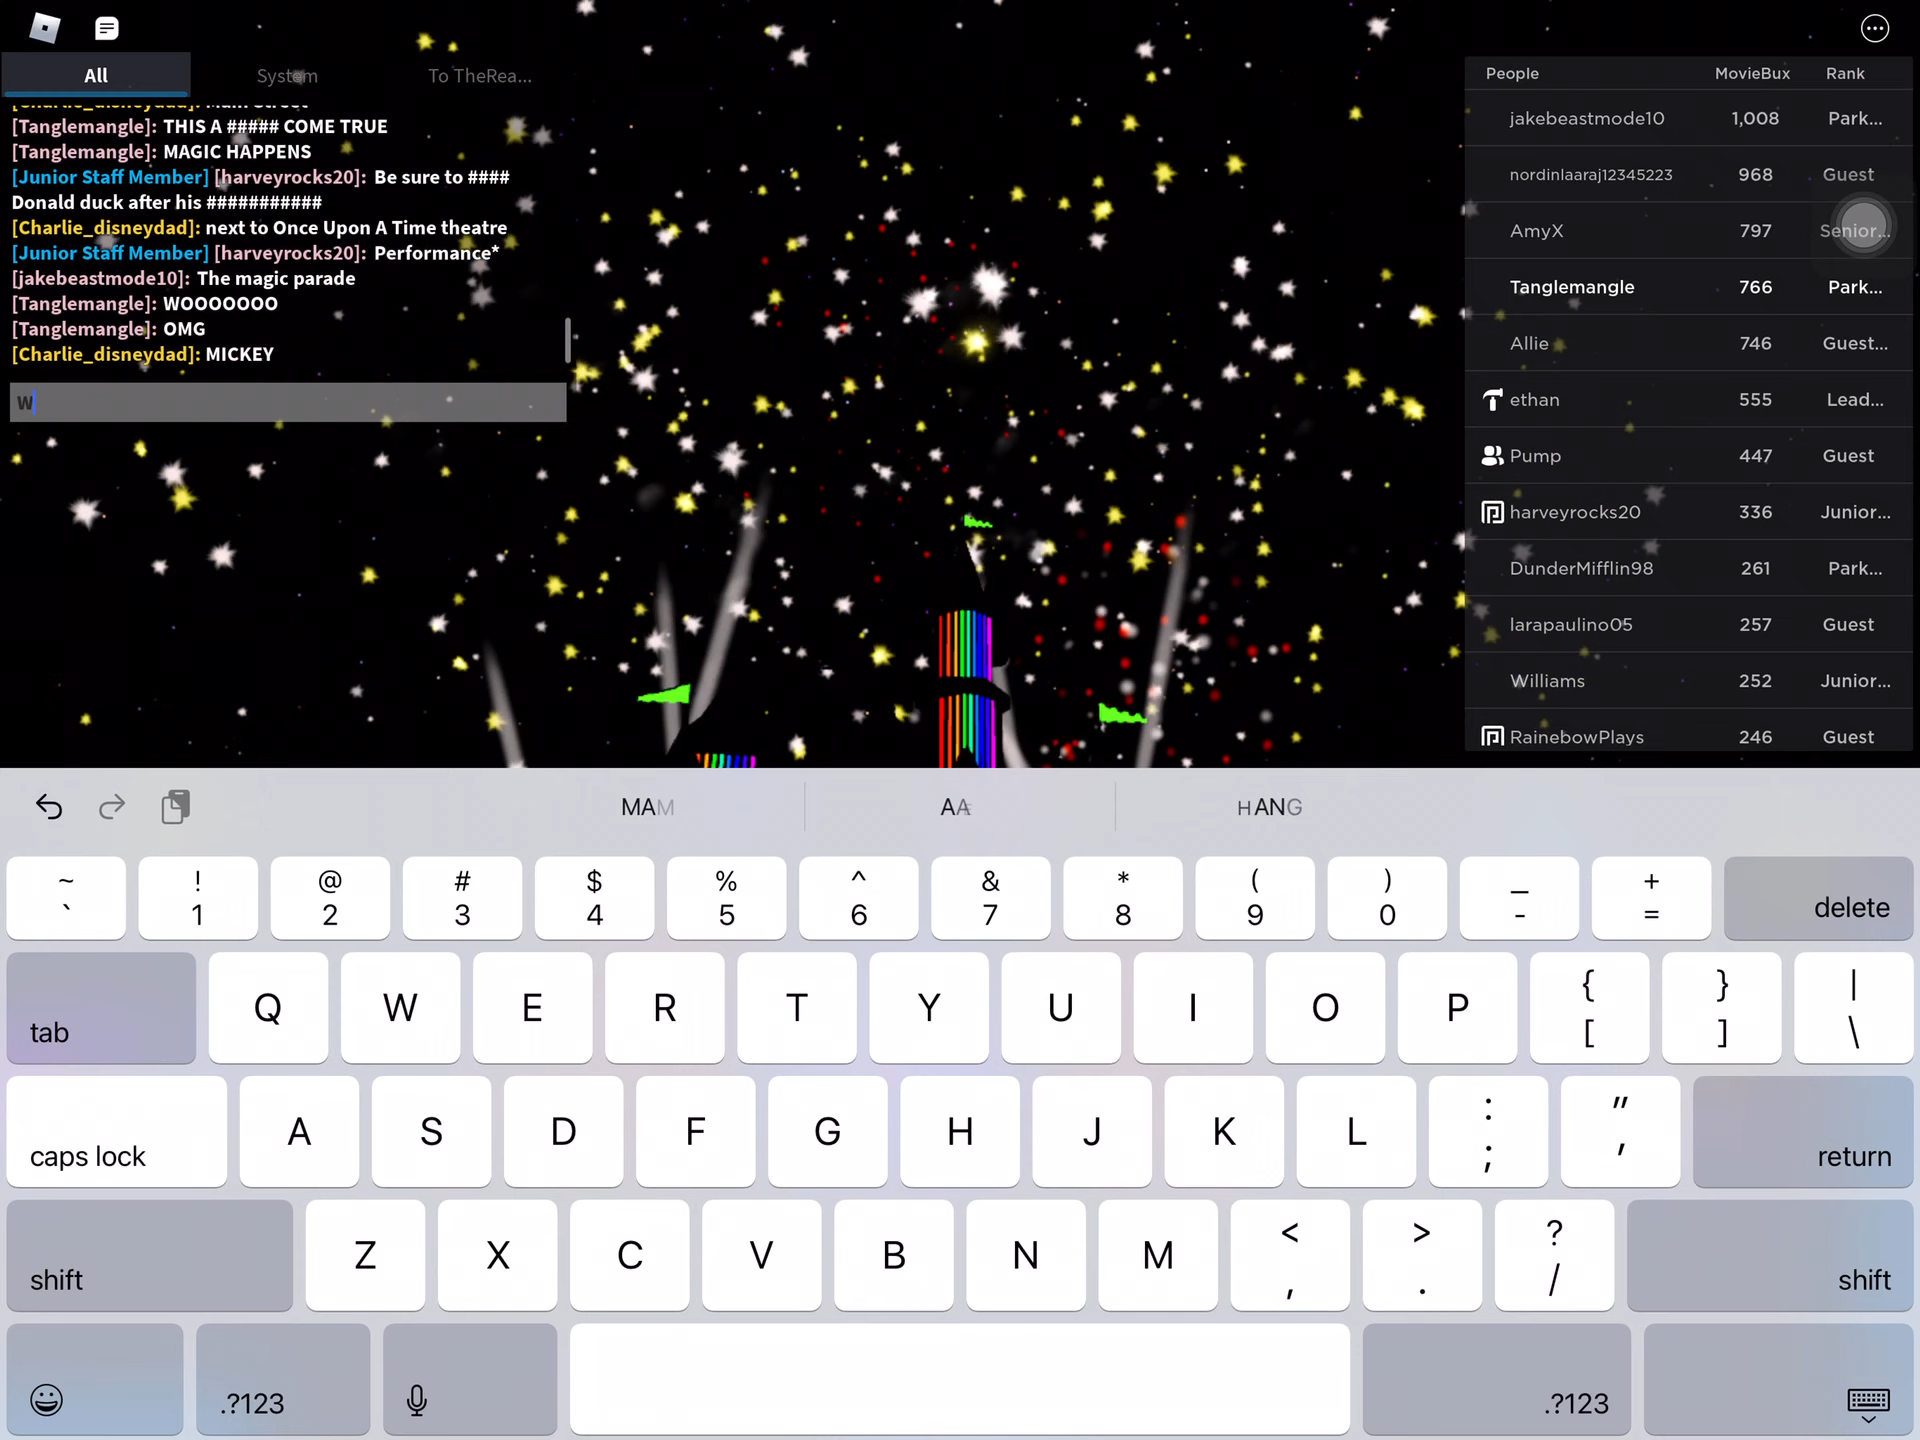 All System To TheRea...
[Charlie_disneydad]: Main Street
[Tanglemangle]: THIS A ##### COME TRUE
[Tanglemangle]: MAGIC HAPPENS
[Junior Staff Member] [harveyrocks20]: Be sure to ####
Donald duck after his ###########
[Charlie_disneydad]: next to Once Upon A Time theatre
[Junior Staff Member] [harveyrocks20]: Performance*
[jakebeastmode10]: The magic parade
[Tanglemangle]: WOOOOOOO
[Tanglemangle]: OMG
[Charlie_disneydad]: MICKEY
W
People MovieBux Rank
jakebeastmode10 1,008 Park...
nordinlaaraj12345223 968 Guest
AmyX 797 Senior...
Tanglemangle 766 Park...
Allie 746 Guest...
ethan 555 Lead...
Pump 447 Guest
harveyrocks20 336 Junior...
DunderMifflin98 261 Park...
larapaulino05 257 Guest
Williams 252 Junior...
RainebowPlays 246 Guest
~ ! @ # $ % ^ & * ( ) _ +
` 1 2 3 4 5 6 7 8 9 0 - = delete
tab Q W E R T Y U I O P { [ } ] | \
caps lock A S D F G H J K L : ; " ' return
shift Z X C V B N M < , > . ? / shift
.?123 .?123